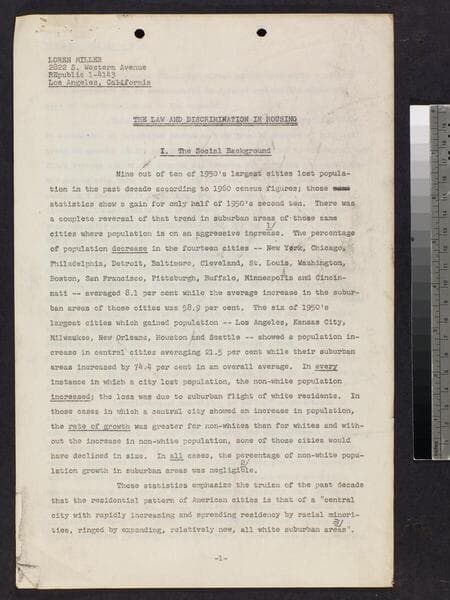 LOREN MILLER
2822 S. Western Avenue
REpublic 1-4143
Los Angeles, California
THE LAW AND DISCRIMINATION IN HOUSING
I. The Social Background
Nine out of ten of 1950's largest cities lost popula-
tion in the past decade according to 1960 census figures; those
statistics show a gain for only half of 1950's second ten. There was
a complete reversal of that trend in suburban areas of those same
cities where population is on an aggressive increase. 1/ The percentage
of population decrease in the fourteen cities -- New York, Chicago,
Philadelphia, Detroit, Baltimore, Cleveland, St. Louis, Washington,
Boston, San Francisco, Pittsburgh, Buffalo, Minneapolis and Cincin-
nati -- averaged 8.1 per cent while the average increase in the subur-
ban areas of those cities was 58.9 per cent. The six of 1950's
largest cities which gained population -- Los Angeles, Kansas City,
Milwaukee, New Orleans, Houston and Seattle -- showed a population in-
crease in central cities averaging 21.5 per cent while their suburban
areas increased by 74.4 per cent in an overall average. In every
instance in which a city lost population, the non-white population
increased; the loss was due to suburban flight of white residents. In
those cases in which a central city showed an increase in population,
the rate of growth was greater for non-whites than for whites and with-
out the increase in non-white population, some of those cities would
have declined in size. In all cases, the percentage of non-white popu-
lation growth in suburban areas was negligible. 2/
Those statistics emphasize the truism of the past decade
that the residential pattern of American cities is that of a "central
city with rapidly increasing and spreading residency by racial minori-
ties, ringed by expanding, relatively new, all white suburban areas". 3/
-1-